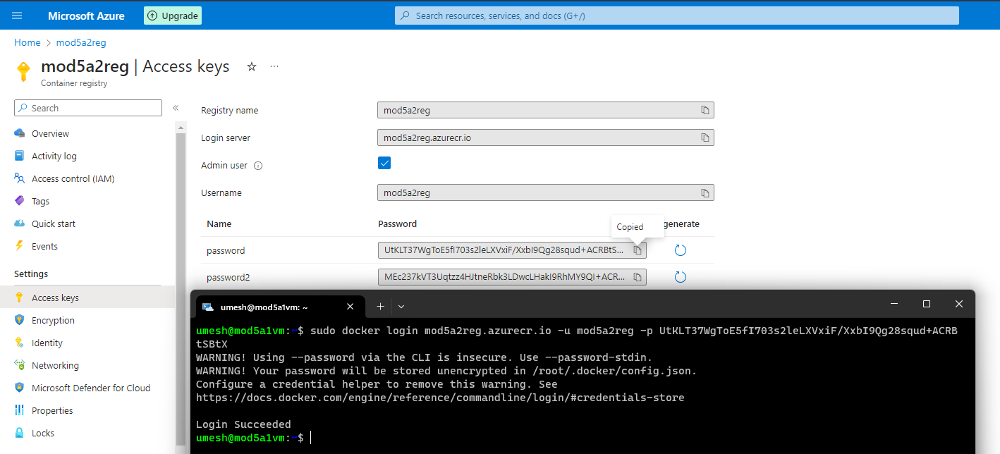 Microsoft Azure
Upgrade
Search resources, services, and docs (G+/)
Home > mod5a2reg
mod5a2reg | Access keys
Container registry
Search
Overview
Activity log
Access control (IAM)
Tags
Quick start
Events
Settings
Access keys
Encryption
Identity
Networking
Microsoft Defender for Cloud
Properties
Locks
Registry name mod5a2reg
Login server mod5a2reg.azurecr.io
Admin user
Username mod5a2reg
Name Password generate
Copied
password UtKLT37WgToE5fI703s2leLXVxiF/XxbI9Qg28squd+ACRBtS...
password2 MEc237kVT3Uqtzz4HJtneRbk3LDwcLHakI9RhMY9QI+ACR...
umesh@mod5a1vm: ~
umesh@mod5a1vm:~$ sudo docker login mod5a2reg.azurecr.io -u mod5a2reg -p UtKLT37WgToE5fI703s2leLXVxiF/XxbI9Qg28squd+ACRB
tSBtX
WARNING! Using --password via the CLI is insecure. Use --password-stdin.
WARNING! Your password will be stored unencrypted in /root/.docker/config.json.
Configure a credential helper to remove this warning. See
https://docs.docker.com/engine/reference/commandline/login/#credentials-store
Login Succeeded
umesh@mod5a1vm:~$